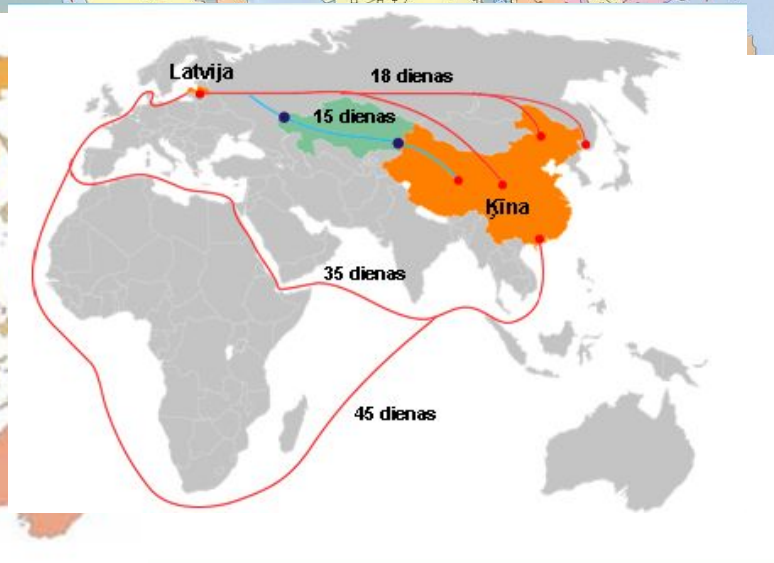 Latvija
18 dienas
15 dienas
Ķīna
35 dienas
45 dienas